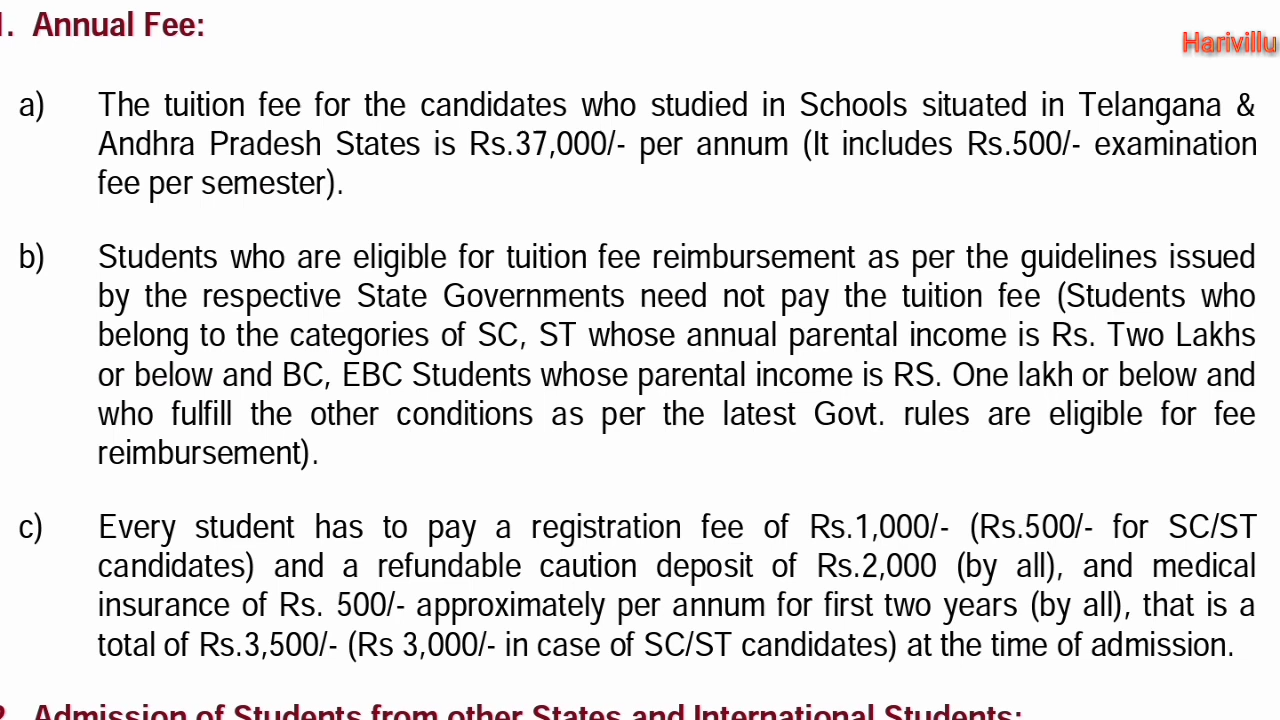 1. Annual Fee:
Harivillu
a) The tuition fee for the candidates who studied in Schools situated in Telangana &
Andhra Pradesh States is Rs.37,000/- per annum (It includes Rs.500/- examination
fee per semester).
b) Students who are eligible for tuition fee reimbursement as per the guidelines issued
by the respective State Governments need not pay the tuition fee (Students who
belong to the categories of SC, ST whose annual parental income is Rs. Two Lakhs
or below and BC, EBC Students whose parental income is RS. One lakh or below and
who fulfill the other conditions as per the latest Govt. rules are eligible for fee
reimbursement).
c) Every student has to pay a registration fee of Rs.1,000/- (Rs.500/- for SC/ST
candidates) and a refundable caution deposit of Rs.2,000 (by all), and medical
insurance of Rs. 500/- approximately per annum for first two years (by all), that is a
total of Rs.3,500/- (Rs 3,000/- in case of SC/ST candidates) at the time of admission.
2. Admission of Students from other States and International Students: